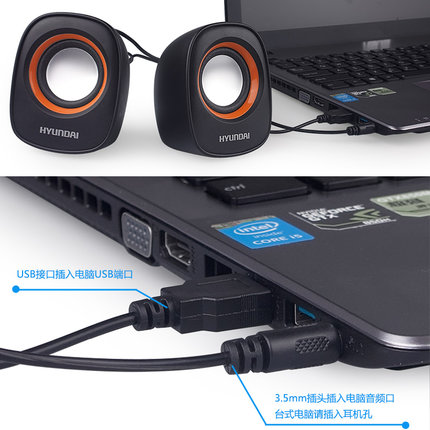 HYUNDAI
HYUNDAI
intel
ctrl
intel
CORE i5
GEFORCE
USB接口插入电脑USB端口
3.5mm插头插入电脑音频口
台式电脑请插入耳机孔